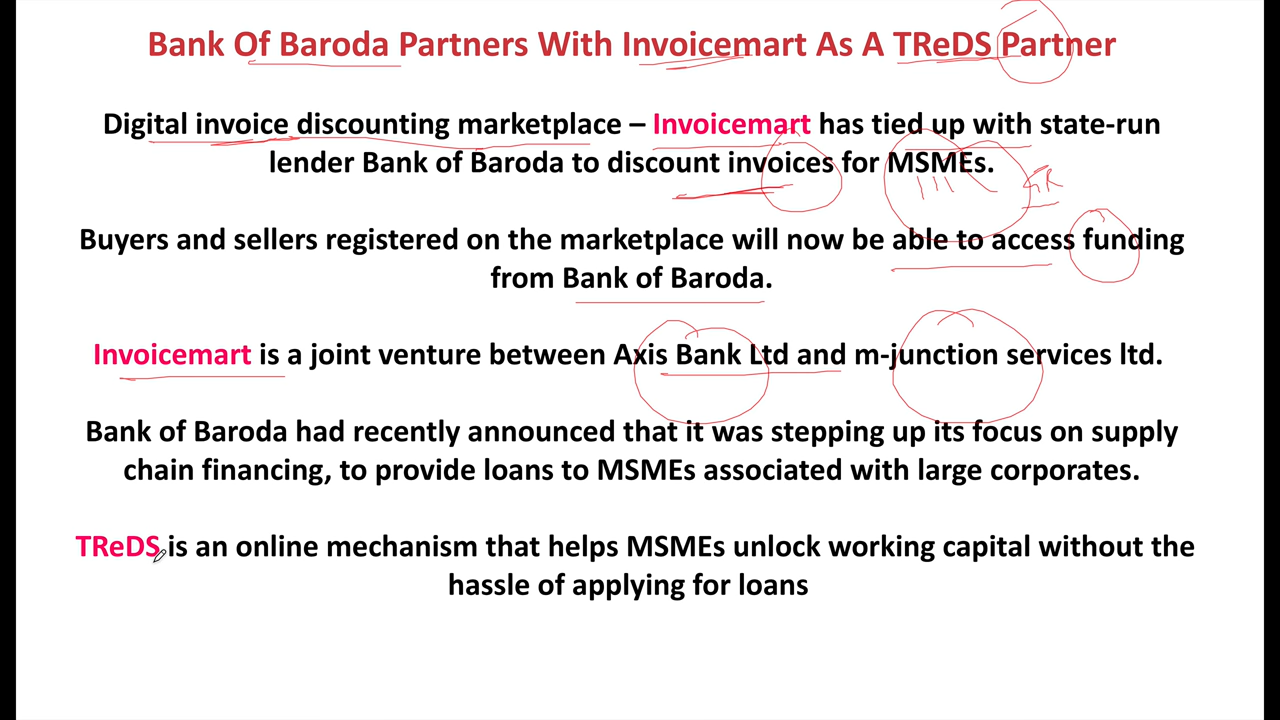 Bank Of Baroda Partners With Invoicemart As A TReDS Partner
Digital invoice discounting marketplace – Invoicemart has tied up with state-run
lender Bank of Baroda to discount invoices for MSMEs.
Buyers and sellers registered on the marketplace will now be able to access funding
from Bank of Baroda.
Invoicemart is a joint venture between Axis Bank Ltd and m-junction services ltd.
Bank of Baroda had recently announced that it was stepping up its focus on supply
chain financing, to provide loans to MSMEs associated with large corporates.
TReDS is an online mechanism that helps MSMEs unlock working capital without the
hassle of applying for loans